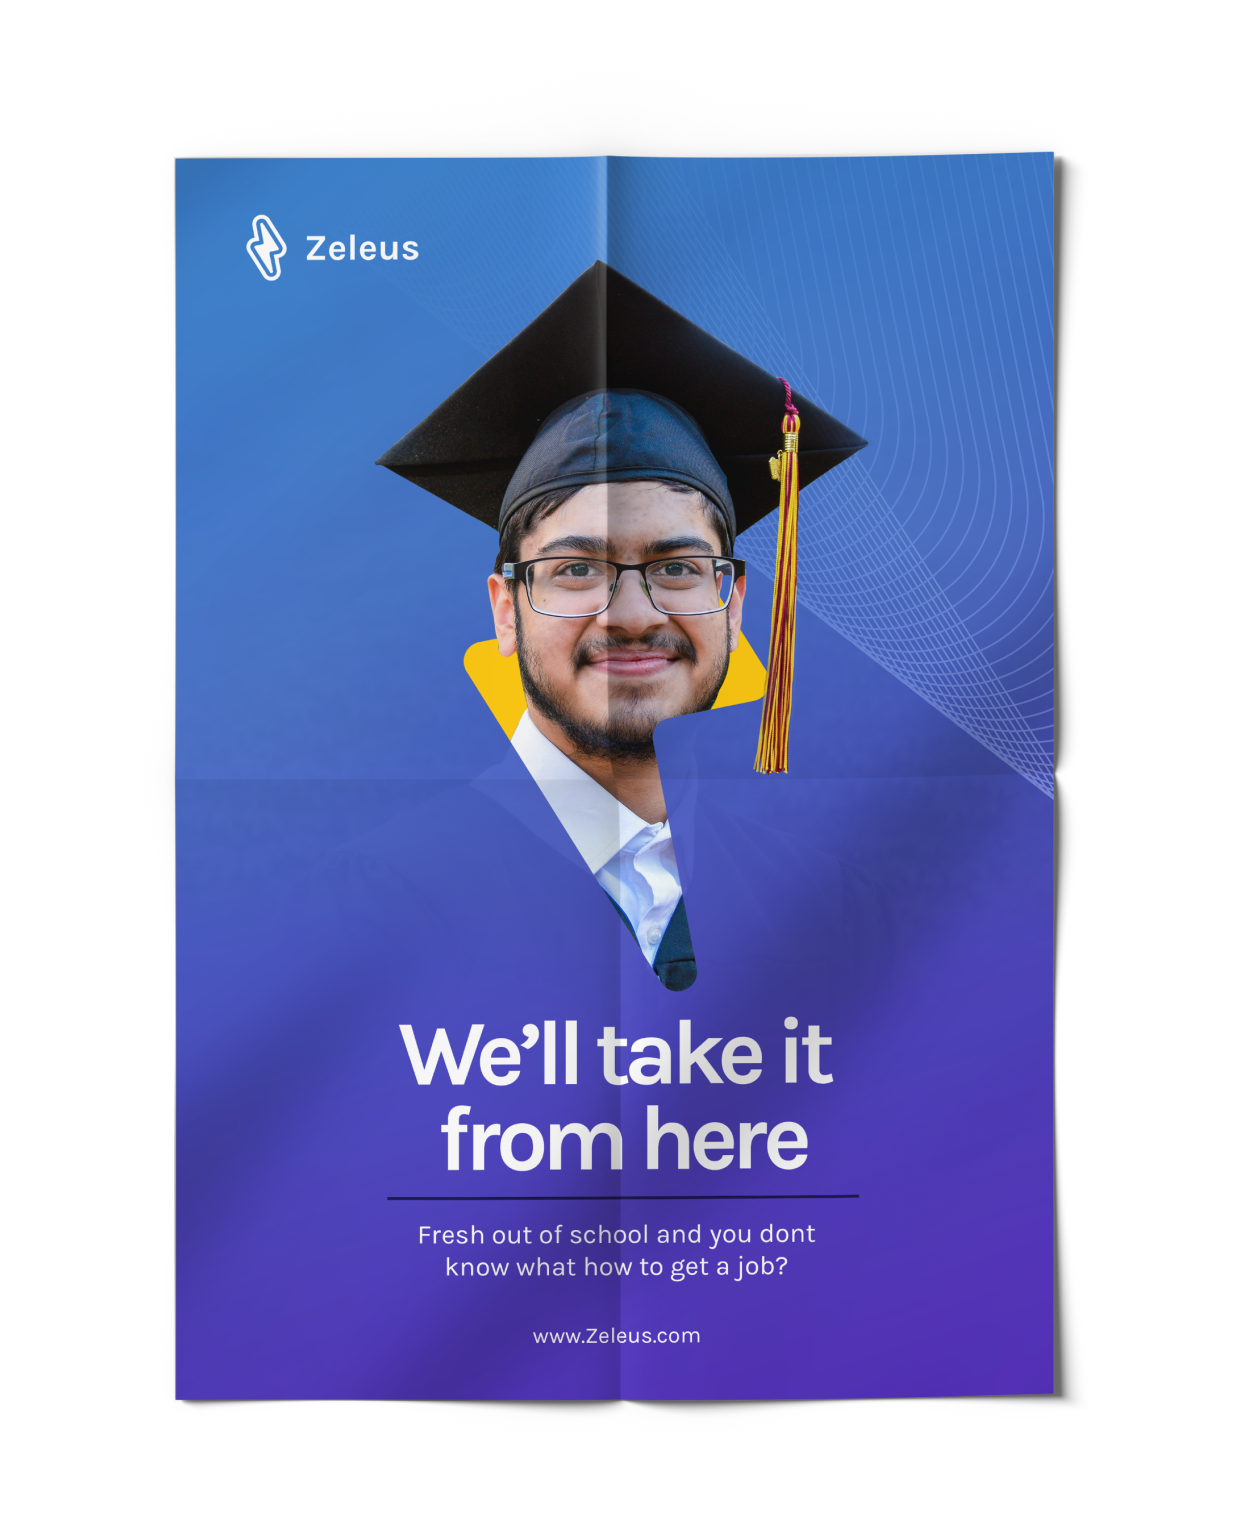 Zeleus
We'll take it
from here
Fresh out of school and you dont
know what how to get a job?
www.Zeleus.com